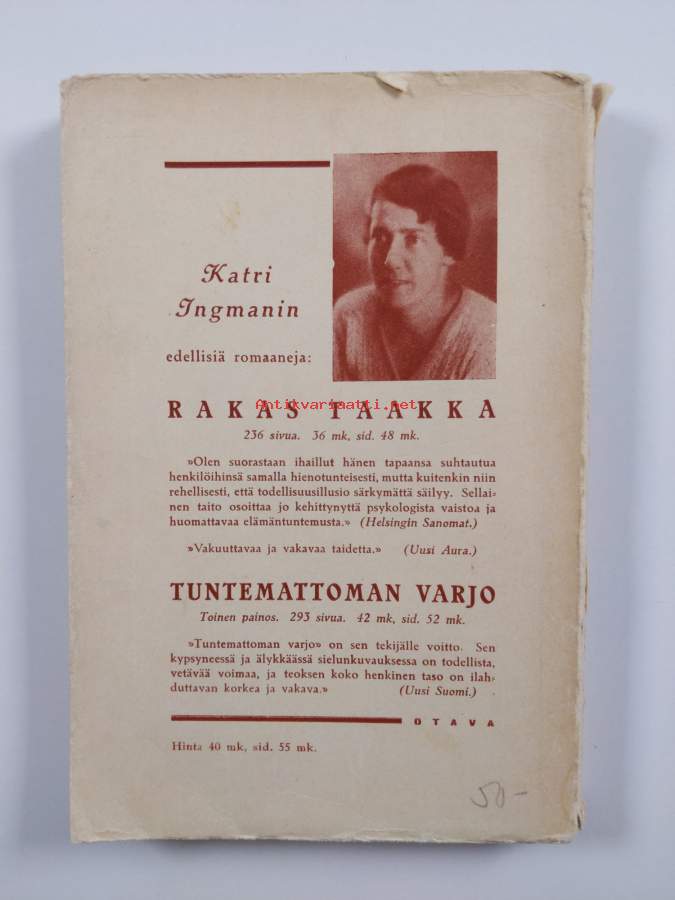 Katri
Ingmanin
edellisiä romaaneja:
Antikvariaatti.net
RAKAS TAAKKA
236 sivua. 36 mk, sid. 48 mk.
»Olen suorastaan ihaillut hänen tapaansa suhtautua
henkilöihinsä samalla hienotunteisesti, mutta kuitenkin niin
rehellisesti, että todellisuusillusio särkymättä säilyy. Sellai-
nen taito osoittaa jo kehittynyttä psykologista vaistoa ja
huomattavaa elämäntuntemusta.» (Helsingin Sanomat.)
»Vakuuttavaa ja vakavaa taidetta.» (Uusi Aura.)
TUNTEMATTOMAN VARJO
Toinen painos. 293 sivua. 42 mk, sid. 52 mk.
»Tuntemattoman varjo» on sen tekijälle voitto. Sen
kypsyneessä ja älykkäässä sielunkuvauksessa on todellista,
vetävää voimaa, ja teoksen koko henkinen taso on ilah-
duttavan korkea ja vakava.» (Uusi Suomi.)
OTAVA
Hinta 40 mk, sid. 55 mk.
50-